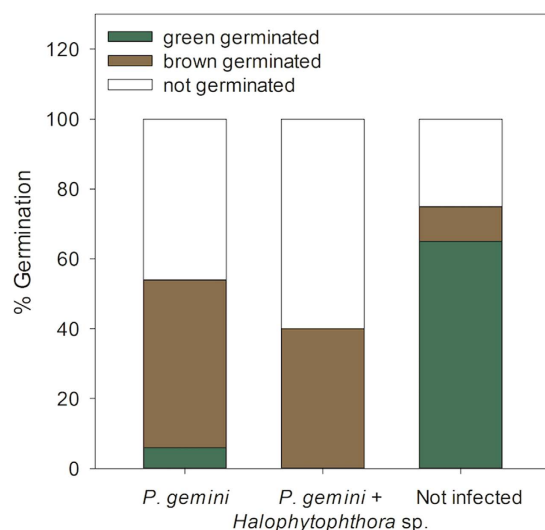 green germinated
brown germinated
not germinated
% Germination
120
100
80
60
40
20
0
P. gemini
P. gemini +
Halophytophthora sp.
Not infected